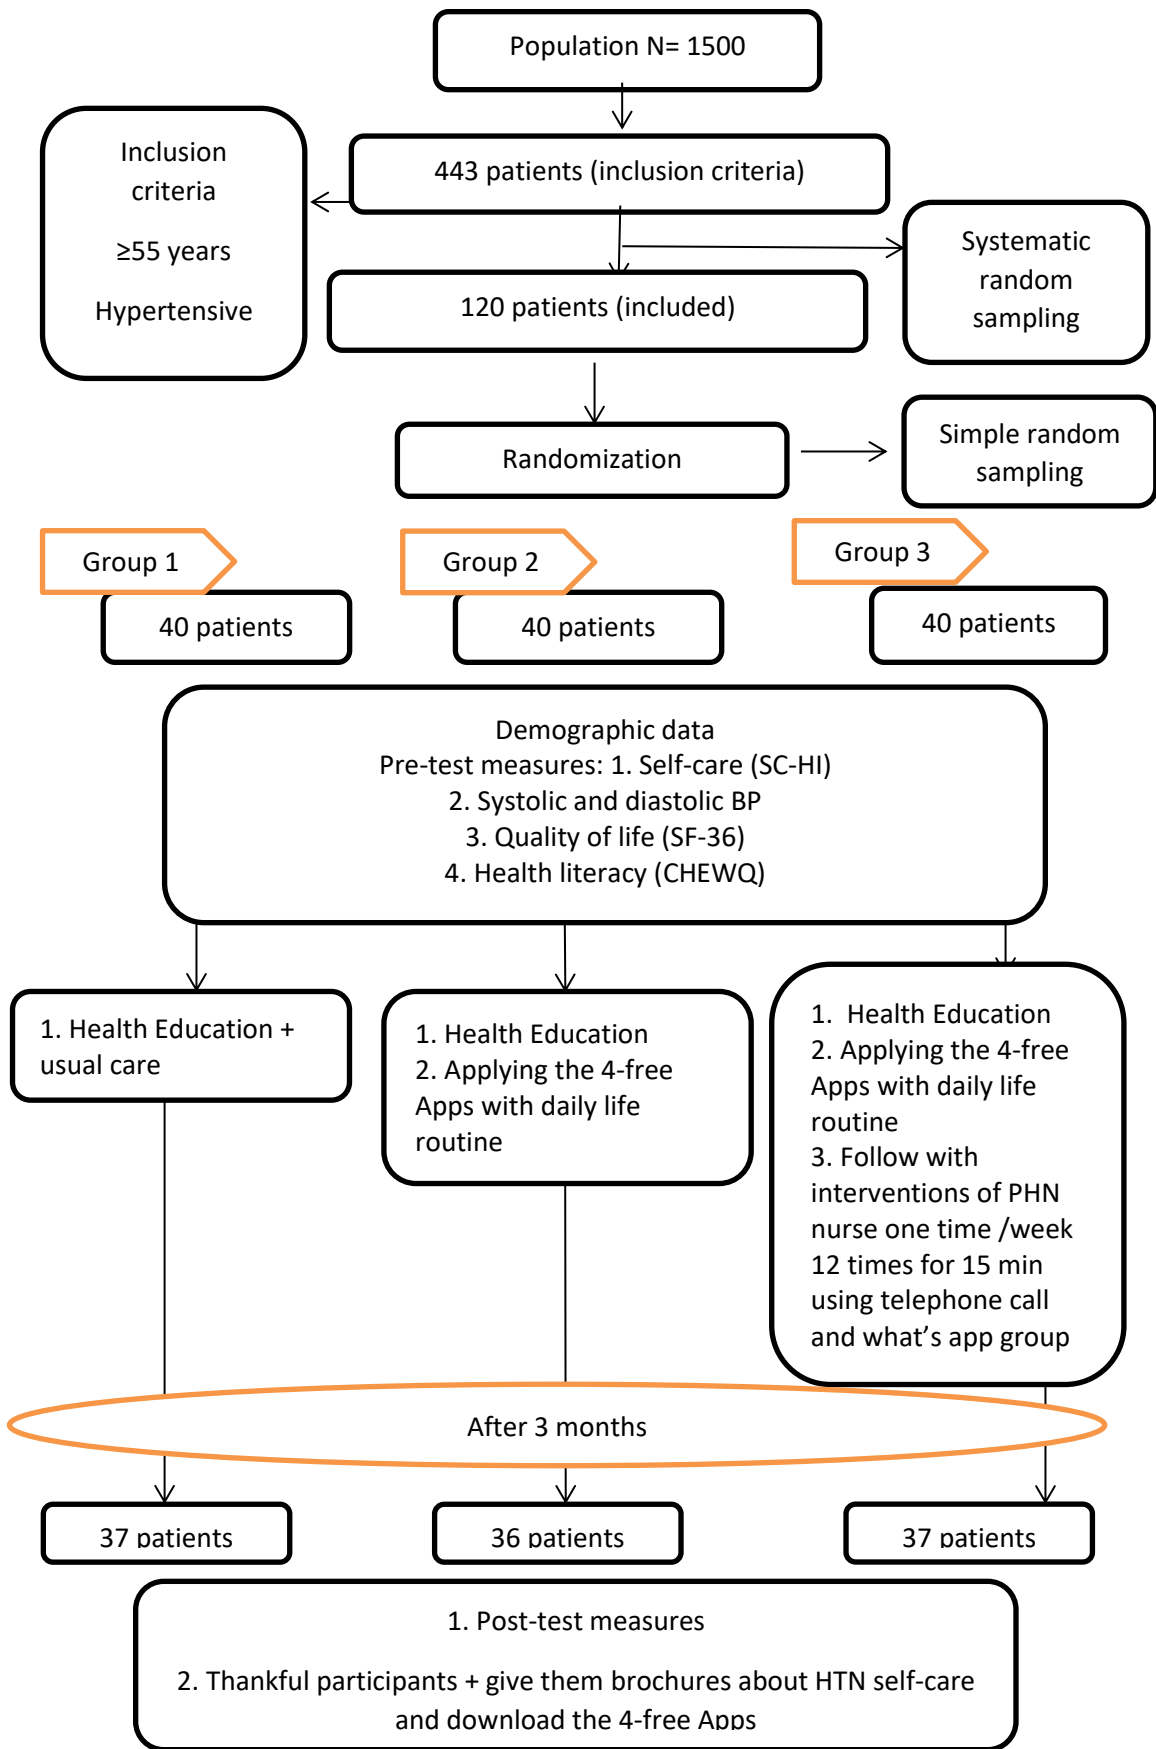 Population N= 1500
Inclusion
criteria
≥55 years
Hypertensive
443 patients (inclusion criteria)
Systematic
random
sampling
120 patients (included)
Randomization
Simple random
sampling
Group 1
Group 2
Group 3
40 patients
40 patients
40 patients
Demographic data
Pre-test measures: 1. Self-care (SC-HI)
2. Systolic and diastolic BP
3. Quality of life (SF-36)
4. Health literacy (CHEWQ)
1. Health Education +
usual care
1. Health Education
2. Applying the 4-free
Apps with daily life
routine
1.  Health Education
2. Applying the 4-free
Apps with daily life
routine
3. Follow with
interventions of PHN
nurse one time /week
12 times for 15 min
using telephone call
and what’s app group
After 3 months
37 patients
36 patients
37 patients
1. Post-test measures
2. Thankful participants + give them brochures about HTN self-care
and download the 4-free Apps